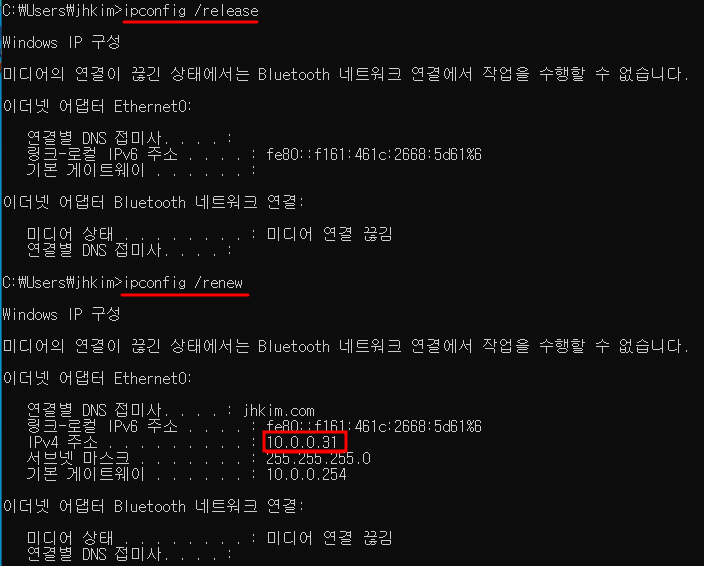 C:\Users\jhkim>ipconfig /release
Windows IP 구성
미디어의 연결이 끊긴 상태에서는 Bluetooth 네트워크 연결에서 작업을 수행할 수 없습니다.
이더넷 어댑터 Ethernet0:
연결별 DNS 접미사. . . . :
링크-로컬 IPv6 주소 . . . . : fe80::f161:461c:2668:5d61%6
기본 게이트웨이 . . . . . . :
이더넷 어댑터 Bluetooth 네트워크 연결:
미디어 상태 . . . . . . . . : 미디어 연결 끊김
연결별 DNS 접미사. . . . :
C:\Users\jhkim>ipconfig /renew
Windows IP 구성
미디어의 연결이 끊긴 상태에서는 Bluetooth 네트워크 연결에서 작업을 수행할 수 없습니다.
이더넷 어댑터 Ethernet0:
연결별 DNS 접미사. . . . : jhkim.com
링크-로컬 IPv6 주소 . . . . : fe80::f161:461c:2668:5d61%6
IPv4 주소 . . . . . . . . . : 10.0.0.31
서브넷 마스크 . . . . . . . : 255.255.255.0
기본 게이트웨이 . . . . . . : 10.0.0.254
이더넷 어댑터 Bluetooth 네트워크 연결:
미디어 상태 . . . . . . . . : 미디어 연결 끊김
연결별 DNS 접미사. . . . :